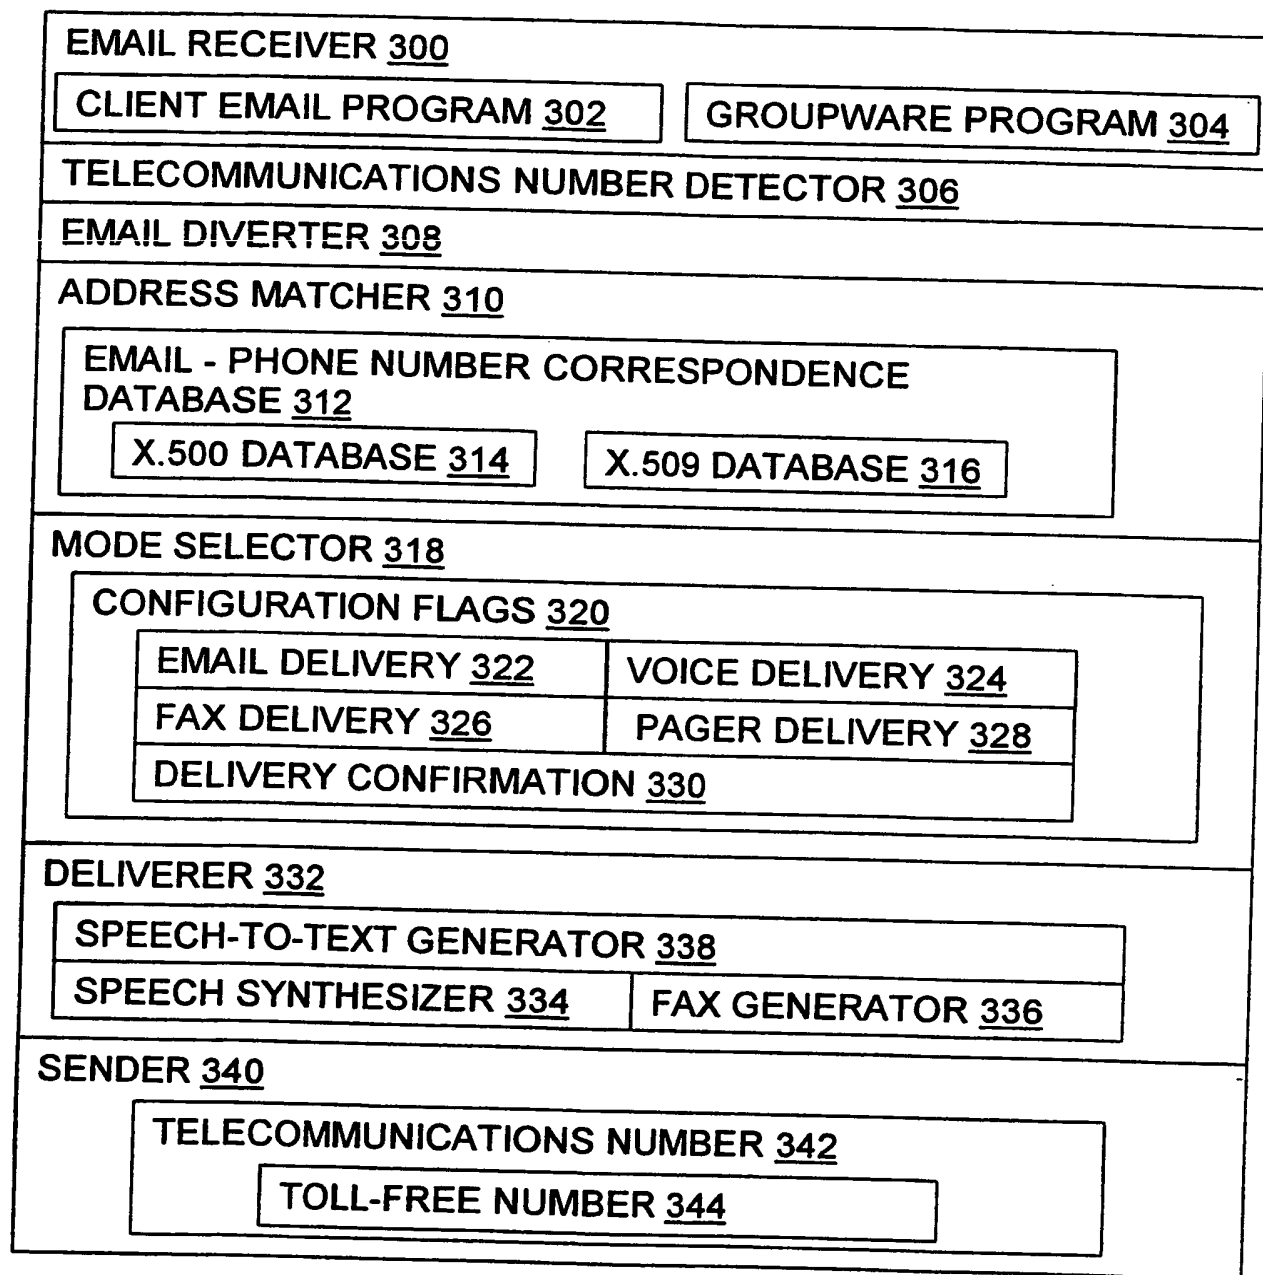 EMAIL RECEIVER 300
CLIENT EMAIL PROGRAM 302
GROUPWARE PROGRAM 304
TELECOMMUNICATIONS NUMBER DETECTOR 306
EMAIL DIVERTER 308
ADDRESS MATCHER 310
EMAIL - PHONE NUMBER CORRESPONDENCE
DATABASE 312
X.500 DATABASE 314
X.509 DATABASE 316
MODE SELECTOR 318
CONFIGURATION FLAGS 320
EMAIL DELIVERY 322
VOICE DELIVERY 324
FAX DELIVERY 326
PAGER DELIVERY 328
DELIVERY CONFIRMATION 330
DELIVERER 332
SPEECH-TO-TEXT GENERATOR 338
SPEECH SYNTHESIZER 334
FAX GENERATOR 336
SENDER 340
TELECOMMUNICATIONS NUMBER 342
TOLL-FREE NUMBER 344